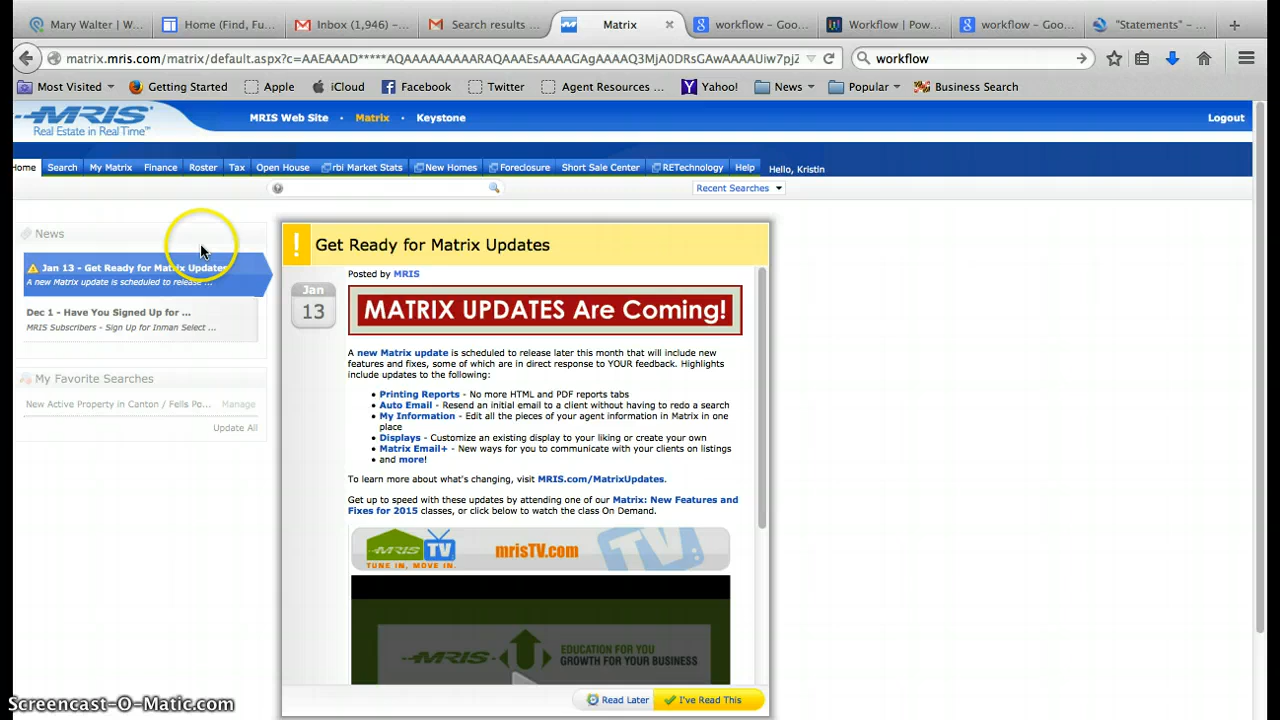 Mary Walter | W...
Home (Find, Fu...
Inbox (1,946) –...
Search results ...
Matrix
workflow - Goo...
Workflow | Pow...
workflow - Goo...
"Statements" – ...
matrix.mris.com/matrix/default.aspx?c=AAEAAAD*****AQAAAAAAAAARAQAAAEsAAAAGAgAAAAQ3MjA0DRsGAwAAAAUiw7pjZ
workflow
Most Visited
Getting Started
Apple
iCloud
Facebook
Twitter
Agent Resources ...
Yahoo!
News
Popular
Business Search
MRIS
Real Estate in Real Time™
MRIS Web Site · Matrix · Keystone
Logout
Home
Search
My Matrix
Finance
Roster
Tax
Open House
rbi Market Stats
New Homes
Foreclosure
Short Sale Center
RETechnology
Help
Hello, Kristin
Recent Searches
News
Jan 13 - Get Ready for Matrix Updates
A new Matrix update is scheduled to release ...
Dec 1 - Have You Signed Up for ...
MRIS Subscribers - Sign Up for Inman Select ...
My Favorite Searches
New Active Property in Canton / Fells Po...
Manage
Update All
! Get Ready for Matrix Updates
Posted by MRIS
Jan
13
MATRIX UPDATES Are Coming!
A new Matrix update is scheduled to release later this month that will include new
features and fixes, some of which are in direct response to YOUR feedback. Highlights
include updates to the following:
• Printing Reports - No more HTML and PDF reports tabs
• Auto Email - Resend an initial email to a client without having to redo a search
• My Information - Edit all the pieces of your agent information in Matrix in one
place
• Displays - Customize an existing display to your liking or create your own
• Matrix Email+ - New ways for you to communicate with your clients on listings
• and more!
To learn more about what's changing, visit MRIS.com/MatrixUpdates.
Get up to speed with these updates by attending one of our Matrix: New Features and
Fixes for 2015 classes, or click below to watch the class On Demand.
MRIS TV
TUNE IN, MOVE IN.
mrisTV.com
TV
MRIS
EDUCATION FOR YOU
GROWTH FOR YOUR BUSINESS
Read Later
I've Read This
Screencast-O-Matic.com